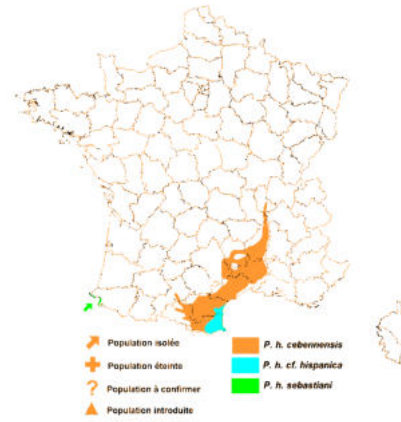 ?
Population isolée
Population éteinte
? Population à confirmer
Population introduite
P. h. cebennensis
P. h. cf. hispanica
P. h. sebastiani